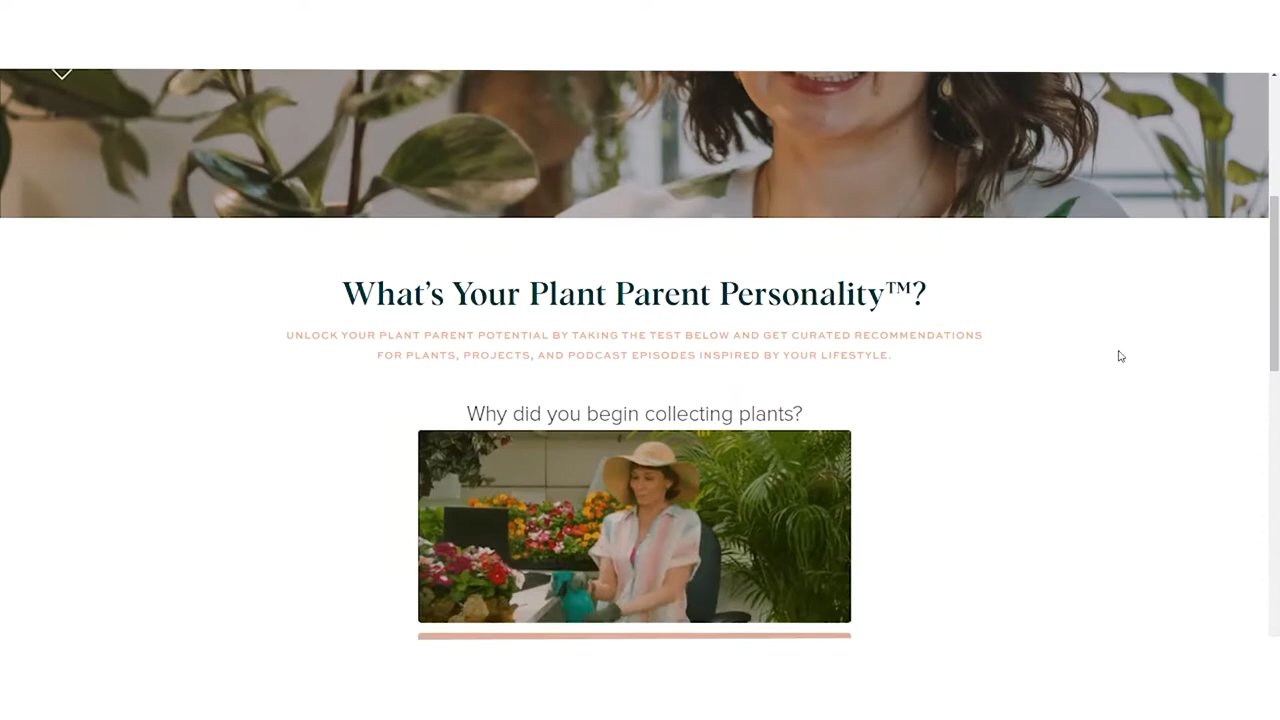 What's Your Plant Parent Personality™?
UNLOCK YOUR PLANT PARENT POTENTIAL BY TAKING THE TEST BELOW AND GET CURATED RECOMMENDATIONS
FOR PLANTS, PROJECTS, AND PODCAST EPISODES INSPIRED BY YOUR LIFESTYLE.
Why did you begin collecting plants?